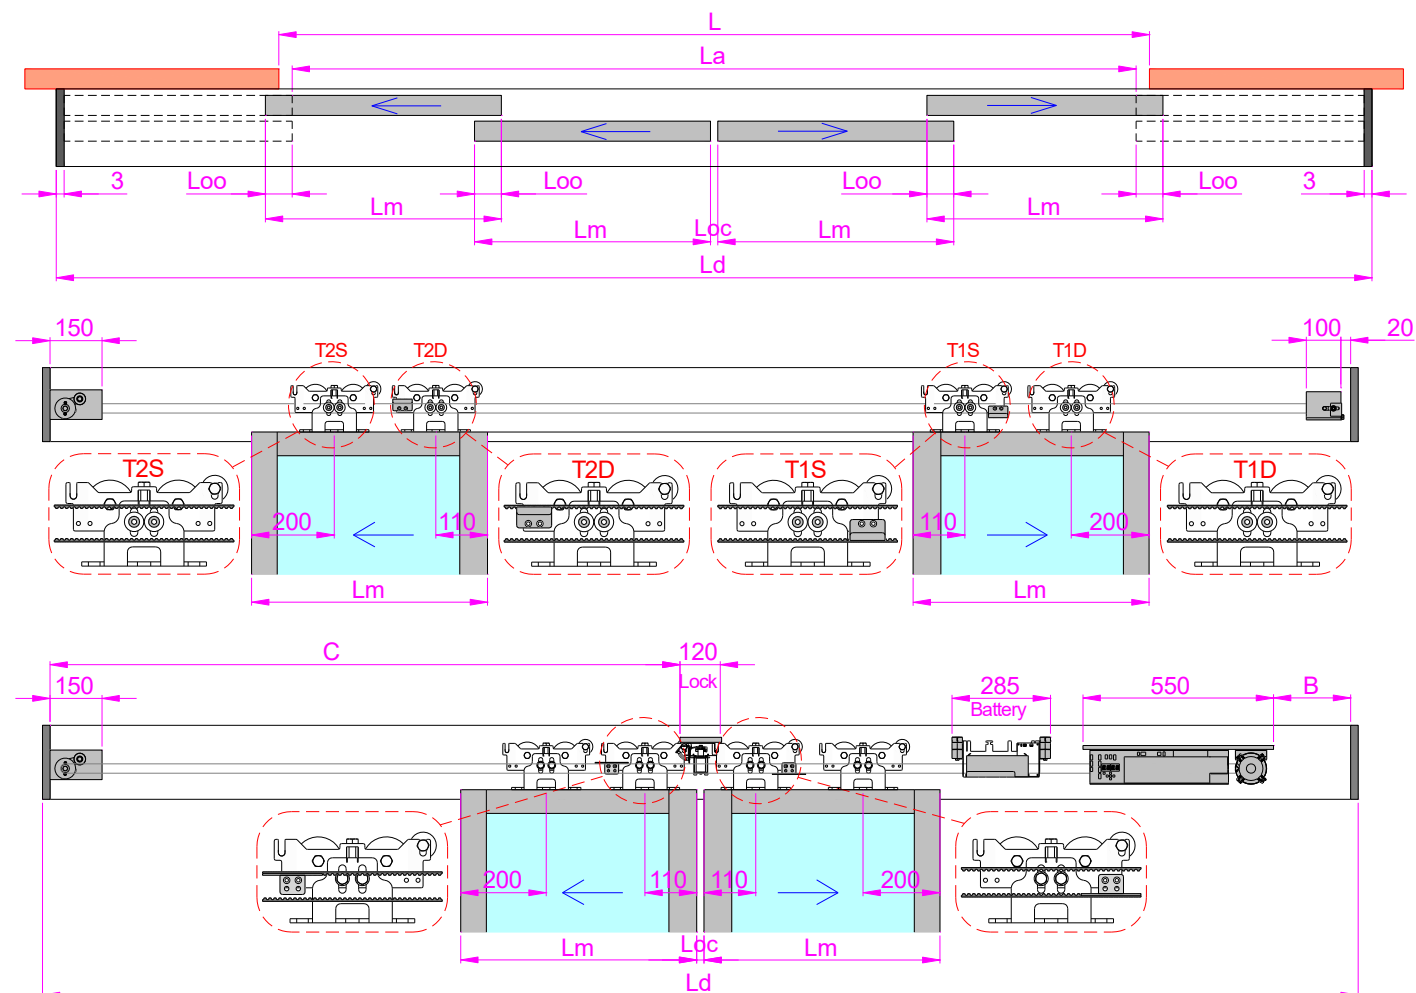 L
La
3 Loo Loo Loo Loo 3
Lm Lm
Lm Loc Lm
Ld
150 100 20
T2S T2D T1S T1D
T2S T2D T1S T1D
200 110 110 200
Lm Lm
C 120
Lock
150 285 550 B
Battery
200 110 110 200
Lm Loc Lm
Ld